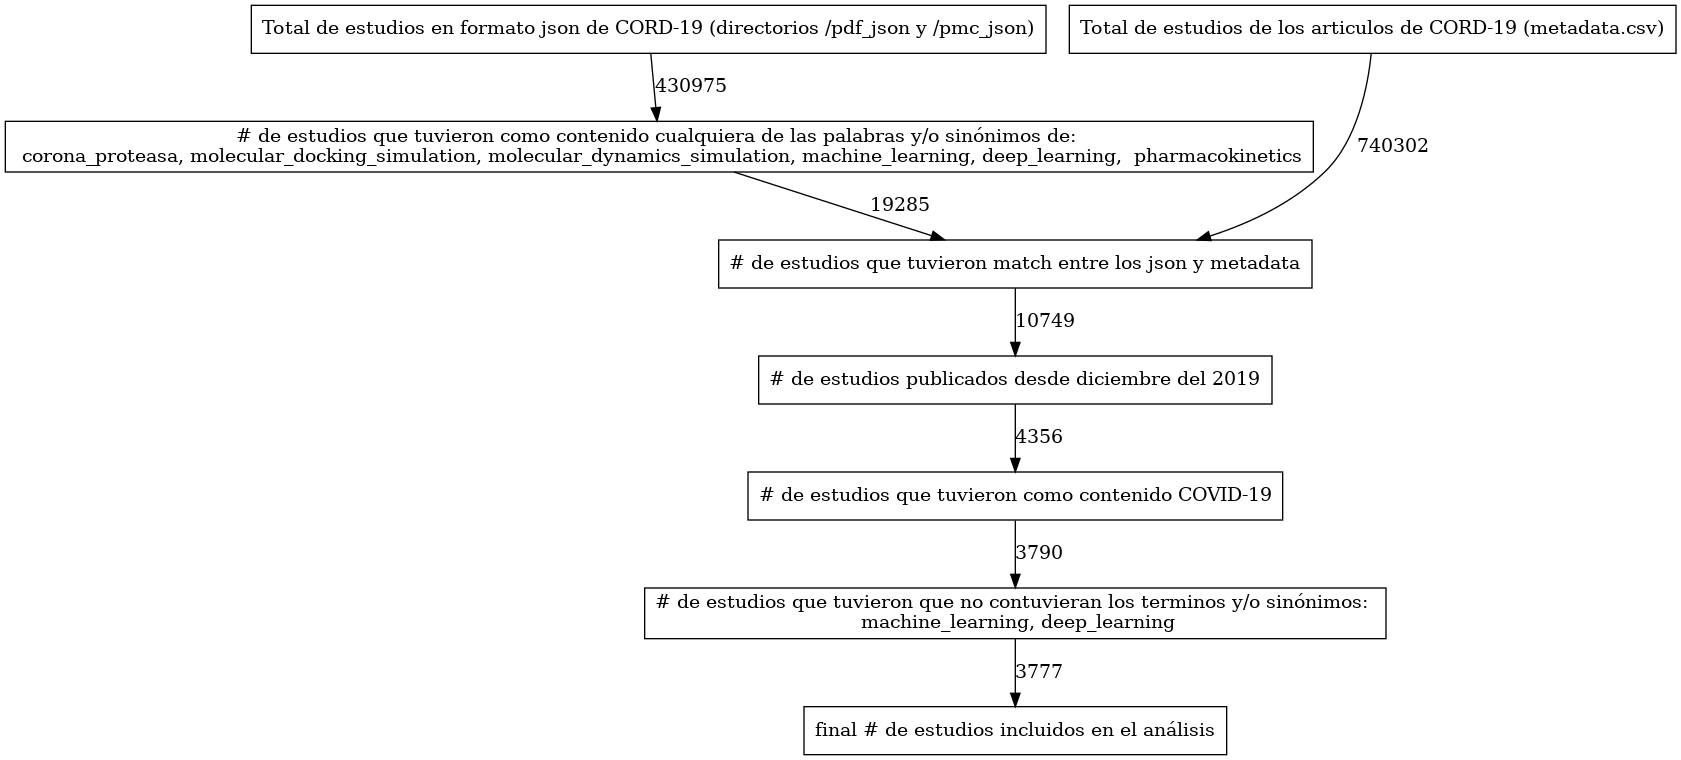 Total de estudios en formato json de CORD-19 (directorios /pdf_json y /pmc_json)
Total de estudios de los articulos de CORD-19 (metadata.csv)
430975
# de estudios que tuvieron como contenido cualquiera de las palabras y/o sinónimos de:
corona_proteasa, molecular_docking_simulation, molecular_dynamics_simulation, machine_learning, deep_learning,  pharmacokinetics
740302
19285
# de estudios que tuvieron match entre los json y metadata
10749
# de estudios publicados desde diciembre del 2019
4356
# de estudios que tuvieron como contenido COVID-19
3790
# de estudios que tuvieron que no contuvieran los terminos y/o sinónimos:
machine_learning, deep_learning
3777
final # de estudios incluidos en el análisis